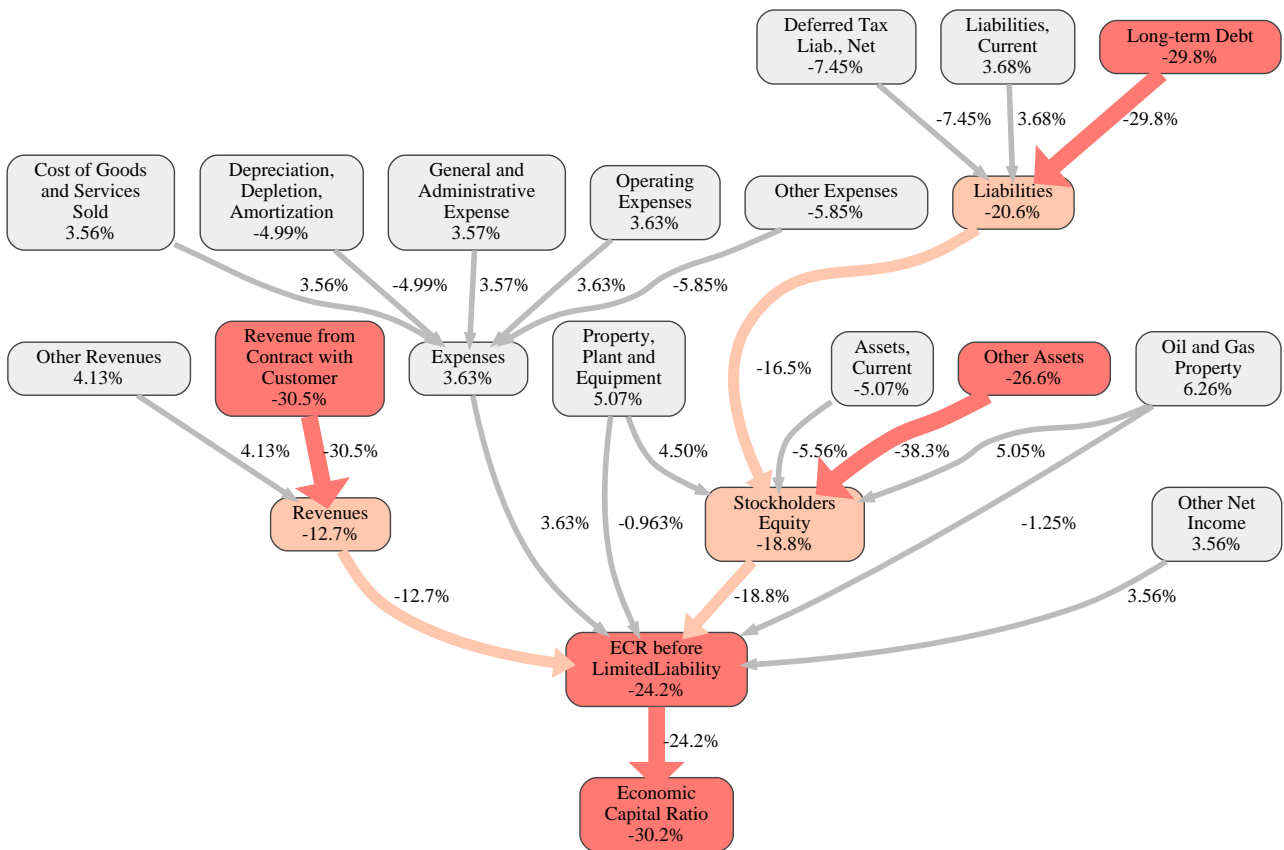 Deferred Tax
Liab., Net
-7.45%
Liabilities,
Current
3.68%
Long-term Debt
-29.8%
-7.45%
3.68%
-29.8%
Cost of Goods
and Services
Sold
3.56%
Depreciation,
Depletion,
Amortization
-4.99%
General and
Administrative
Expense
3.57%
Operating
Expenses
3.63%
Other Expenses
-5.85%
Liabilities
-20.6%
3.56%
-4.99%
3.57%
3.63%
-5.85%
Other Revenues
4.13%
Revenue from
Contract with
Customer
-30.5%
Expenses
3.63%
Property,
Plant and
Equipment
5.07%
-16.5%
Assets,
Current
-5.07%
Other Assets
-26.6%
Oil and Gas
Property
6.26%
4.13%
-30.5%
4.50%
-5.56%
-38.3%
5.05%
Revenues
-12.7%
3.63%
-0.963%
Stockholders
Equity
-18.8%
-1.25%
Other Net
Income
3.56%
-12.7%
-18.8%
3.56%
ECR before
LimitedLiability
-24.2%
-24.2%
Economic
Capital Ratio
-30.2%